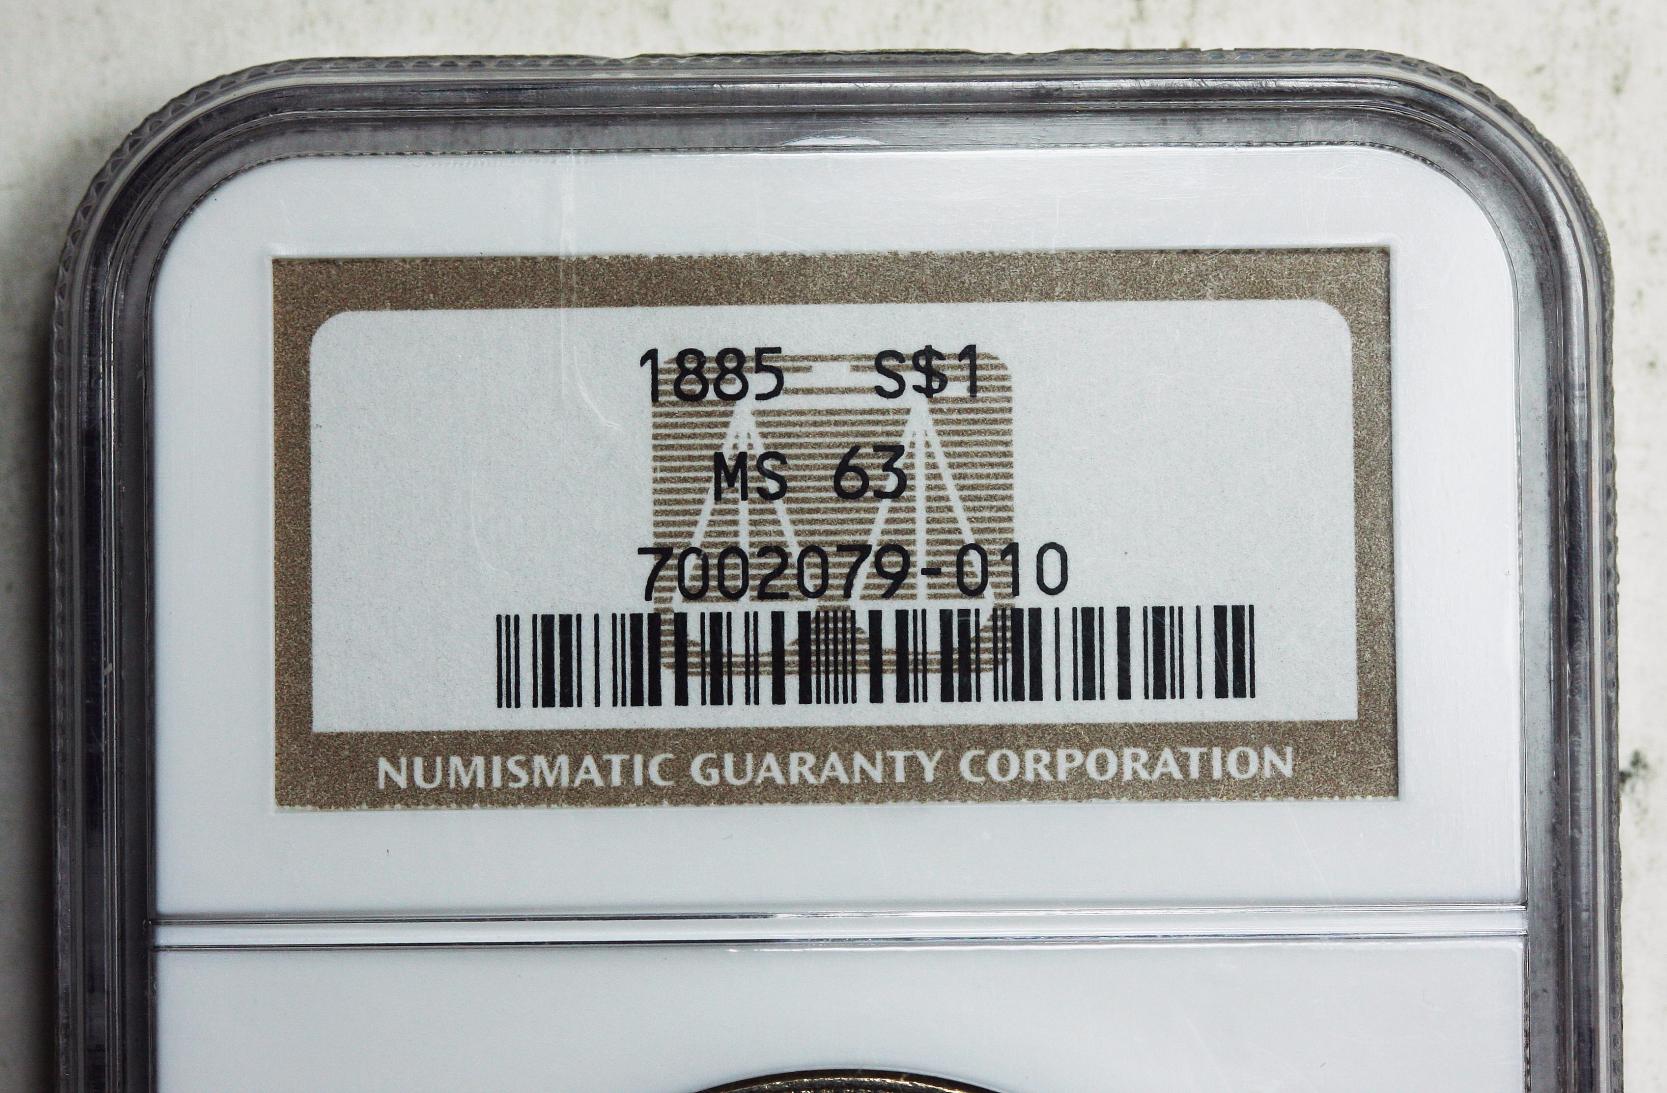 1885 S$1
MS 63
7002079-010
NUMISMATIC GUARANTY CORPORATION